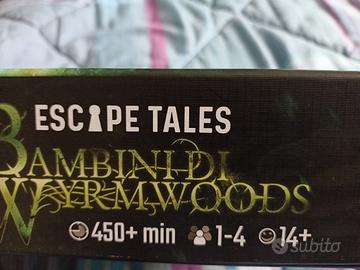 ESCAPE TALES
BAMBINI DI
WYRMWOODS
450+ min 1-4 14+
subito